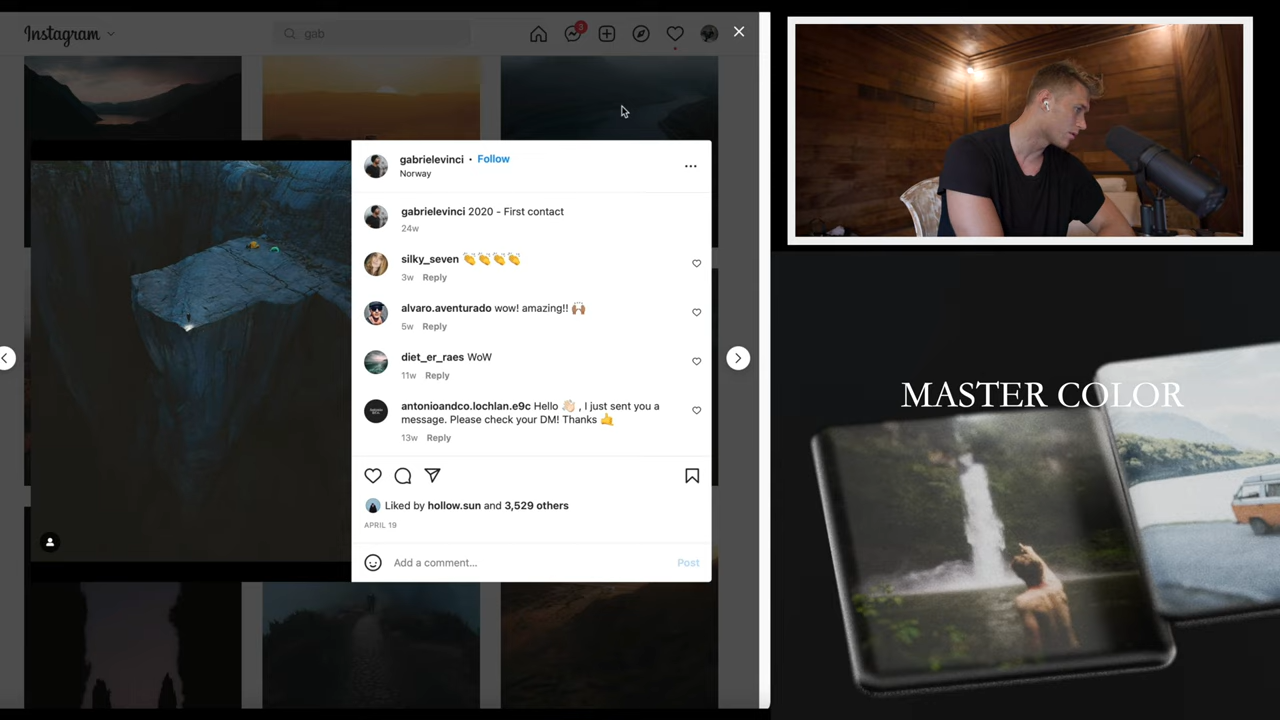 Instagram
gab
3
gabrielevinci • Follow
Norway
gabrielevinci 2020 - First contact
24w
silky_seven 👏👏👏👏
3w Reply
alvaro.aventurado wow! amazing!! 🙌🏽
5w Reply
diet_er_raes WoW
11w Reply
antonioandco.lochlan.e9c Hello 👋🏻 , I just sent you a
message. Please check your DM! Thanks 🤙
13w Reply
Liked by hollow.sun and 3,529 others
APRIL 19
Add a comment...
Post
MASTER COLOR